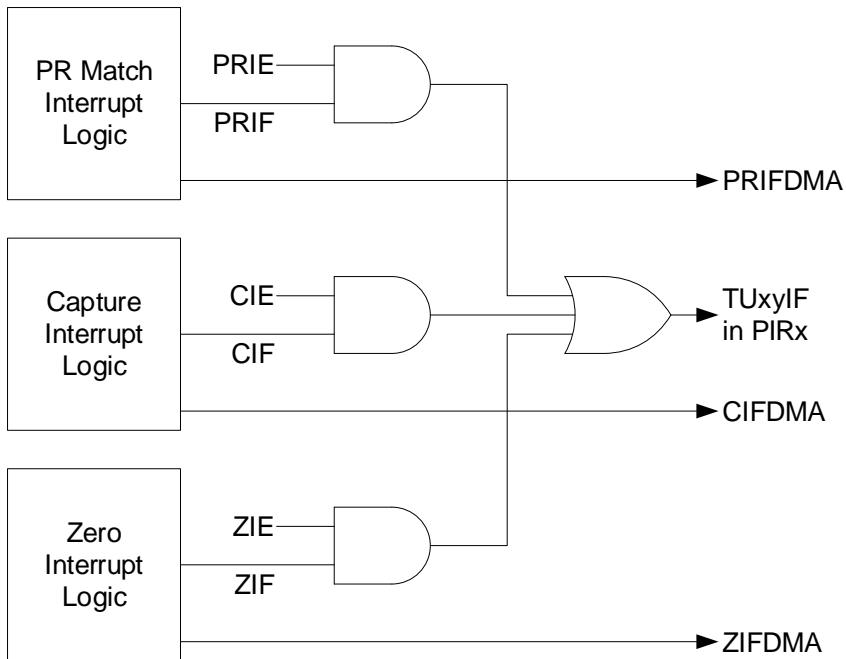 PR Match
Interrupt
Logic
PRIE
PRIF
PRIFDMA
Capture
Interrupt
Logic
CIE
CIF
TUxyIF
in PIRx
CIFDMA
Zero
Interrupt
Logic
ZIE
ZIF
ZIFDMA